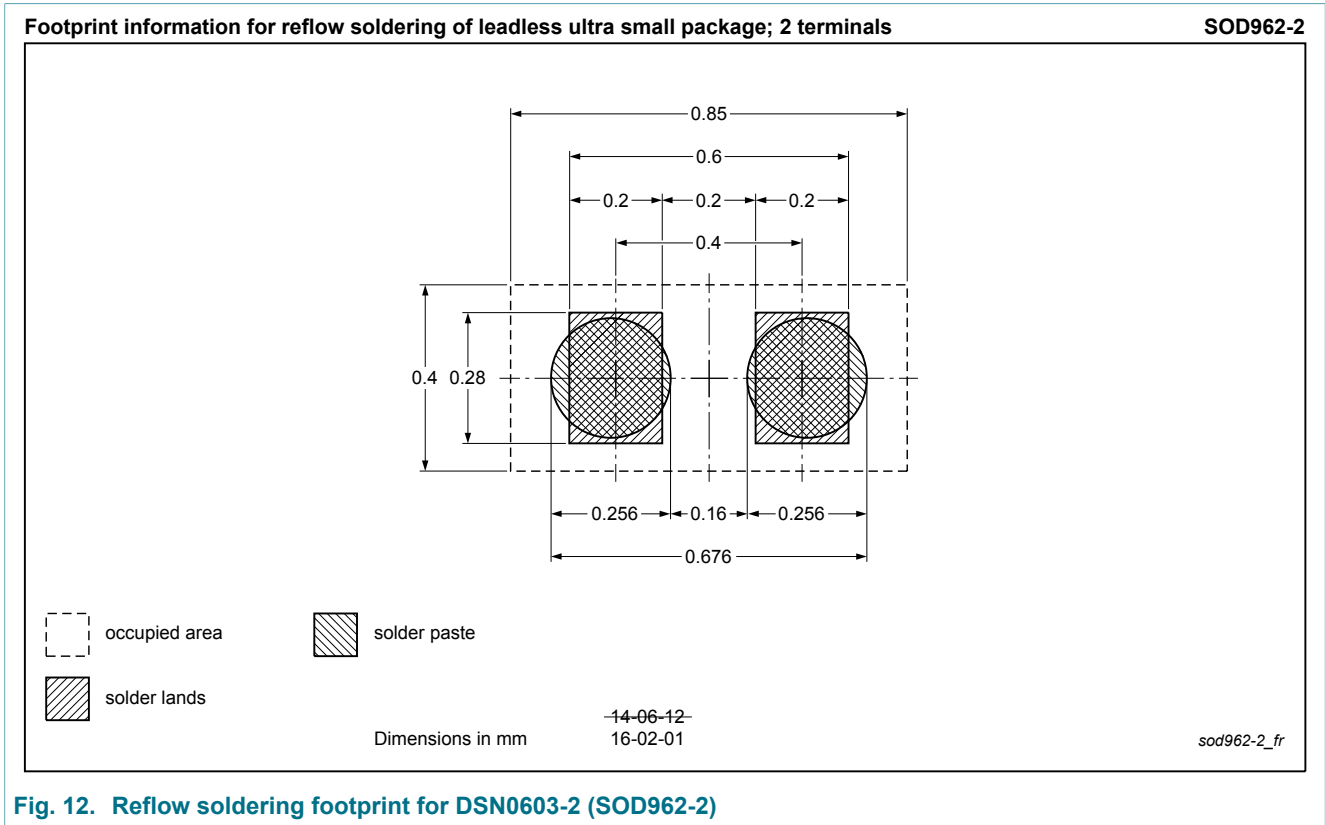 Footprint information for reflow soldering of leadless ultra small package; 2 terminals SOD962-2
0.85
0.6
0.2 0.2 0.2
0.4
0.4 0.28
0.256 0.16 0.256
0.676
occupied area solder paste
solder lands
14-06-12
Dimensions in mm 16-02-01 sod962-2_fr
Fig. 12. Reflow soldering footprint for DSN0603-2 (SOD962-2)